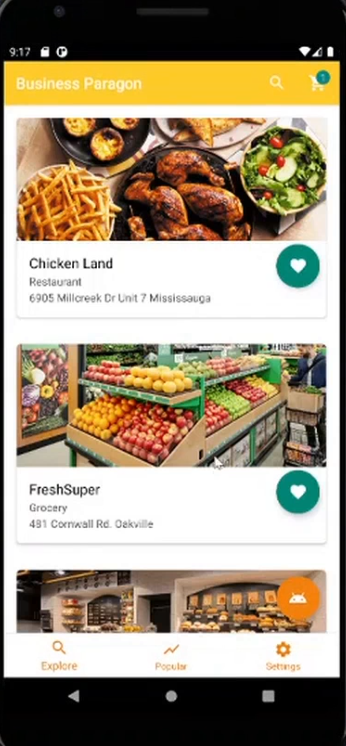 9:17
Business Paragon
1
Chicken Land
Restaurant
6905 Millcreek Dr Unit 7 Mississauga
FreshSuper
Grocery
481 Cornwall Rd. Oakville
Explore
Popular
Settings